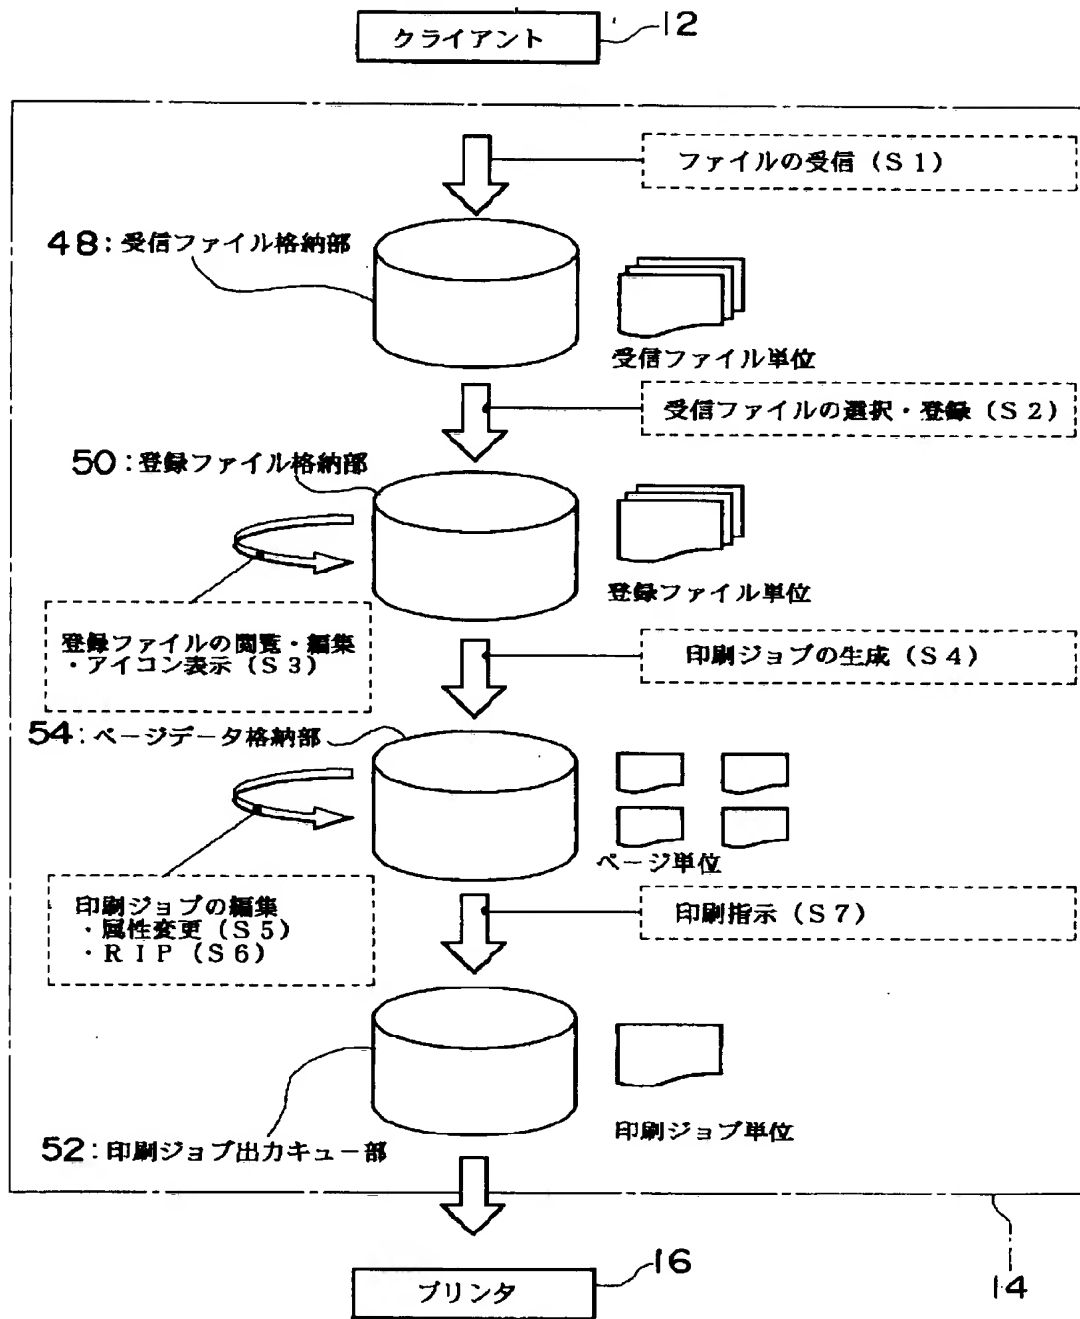 クライアント
12
ファイルの受信（S1）
48：受信ファイル格納部
受信ファイル単位
受信ファイルの選択・登録（S2）
50：登録ファイル格納部
登録ファイル単位
登録ファイルの閲覧・編集
・アイコン表示（S3）
印刷ジョブの生成（S4）
54：ページデータ格納部
ページ単位
印刷ジョブの編集
・属性変更（S5）
・RIP（S6）
印刷指示（S7）
52：印刷ジョブ出力キュー部
印刷ジョブ単位
プリンタ
16
14